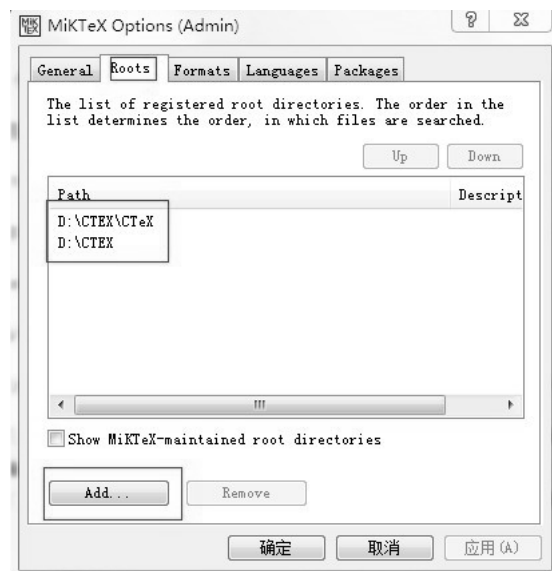 MiKTeX Options (Admin)
General Roots Formats Languages Packages
The list of registered root directories. The order in the
list determines the order, in which files are searched.
Up Down
Path Descript
D:\CTEX\CTeX
D:\CTEX
Show MiKTeX-maintained root directories
Add... Remove
确定 取消 应用(A)